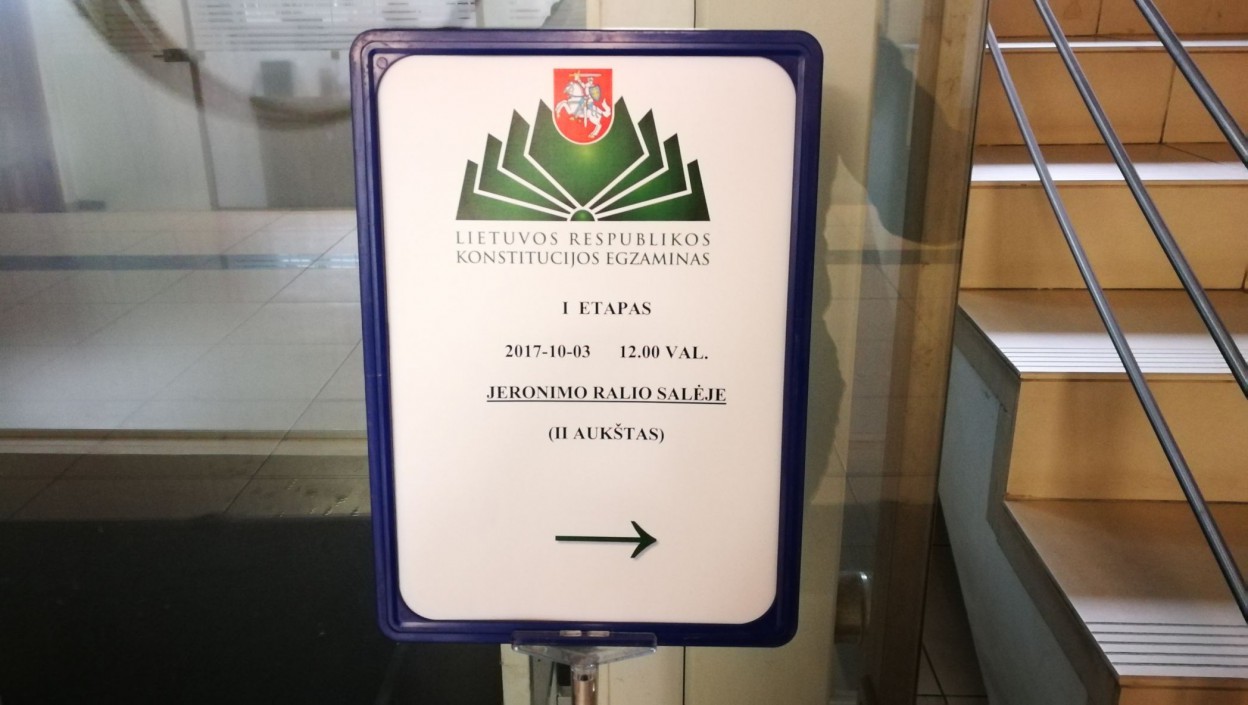 LIETUVOS RESPUBLIKOS
KONSTITUCIJOS EGZAMINAS
I ETAPAS
2017-10-03 12.00 VAL.
JERONIMO RALIO SALĖJE
(II AUKŠTAS)